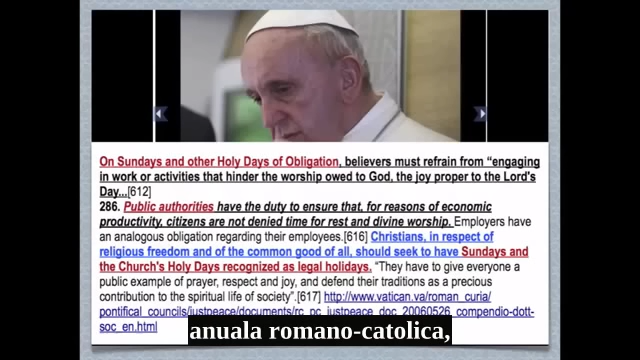 On Sundays and other Holy Days of Obligation, believers must refrain from “engaging
in work or activities that hinder the worship owed to God, the joy proper to the Lord's
Day...[612]
286. Public authorities have the duty to ensure that, for reasons of economic
productivity, citizens are not denied time for rest and divine worship. Employers have
an analogous obligation regarding their employees.[616] Christians, in respect of
religious freedom and of the common good of all, should seek to have Sundays and
the Church's Holy Days recognized as legal holidays. “They have to give everyone a
public example of prayer, respect and joy, and defend their traditions as a precious
contribution to the spiritual life of society”.[617] http://www.vatican.va/roman_curia/
pontifical_councils/justpeace/documents/rc_pc_justpeace_doc_20060526_compendio-dott-
soc_en.html
anuala romano-catolica,